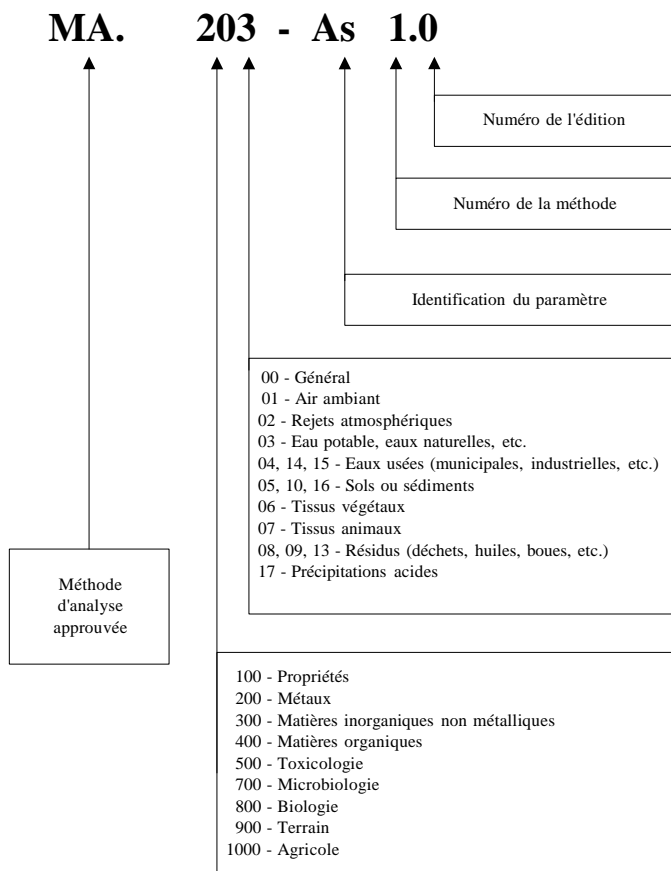 MA. 203 - As 1.0
Numéro de l'édition
Numéro de la méthode
Identification du paramètre
00 - Général
01 - Air ambiant
02 - Rejets atmosphériques
03 - Eau potable, eaux naturelles, etc.
04, 14, 15 - Eaux usées (municipales, industrielles, etc.)
05, 10, 16 - Sols ou sédiments
06 - Tissus végétaux
07 - Tissus animaux
08, 09, 13 - Résidus (déchets, huiles, boues, etc.)
17 - Précipitations acides
Méthode
d'analyse
approuvée
100 - Propriétés
200 - Métaux
300 - Matières inorganiques non métalliques
400 - Matières organiques
500 - Toxicologie
700 - Microbiologie
800 - Biologie
900 - Terrain
1000 - Agricole